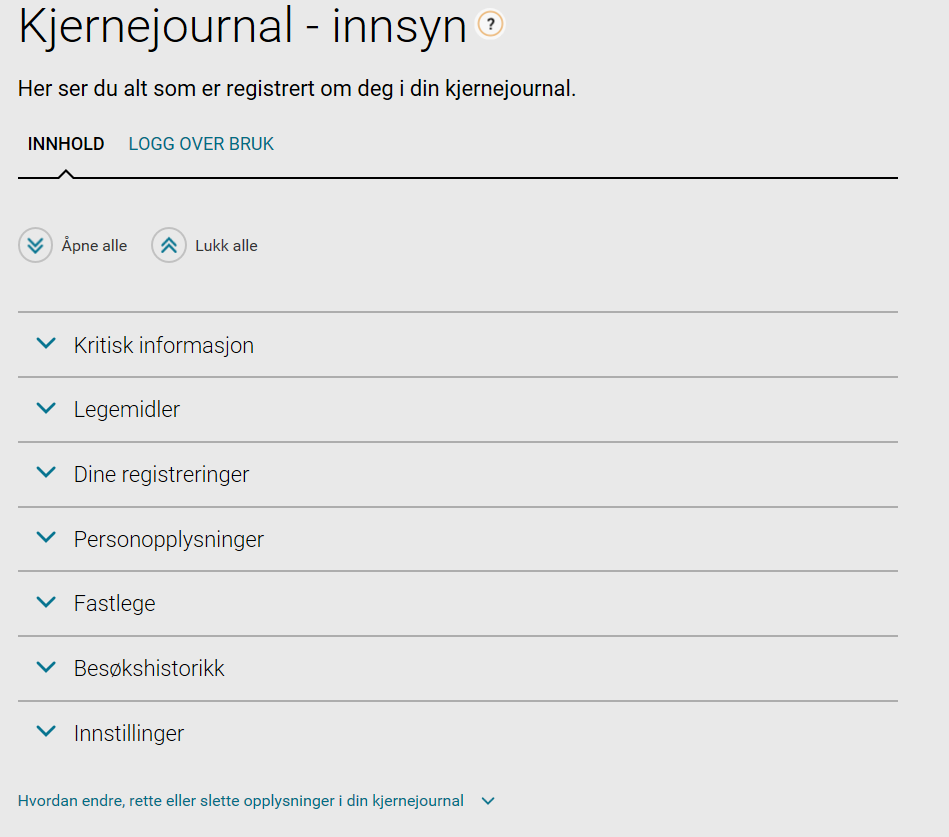 Kjernejournal - innsyn ?
Her ser du alt som er registrert om deg i din kjernejournal.
INNHOLD LOGG OVER BRUK
Åpne alle Lukk alle
Kritisk informasjon
Legemidler
Dine registreringer
Personopplysninger
Fastlege
Besøkshistorikk
Innstillinger
Hvordan endre, rette eller slette opplysninger i din kjernejournal